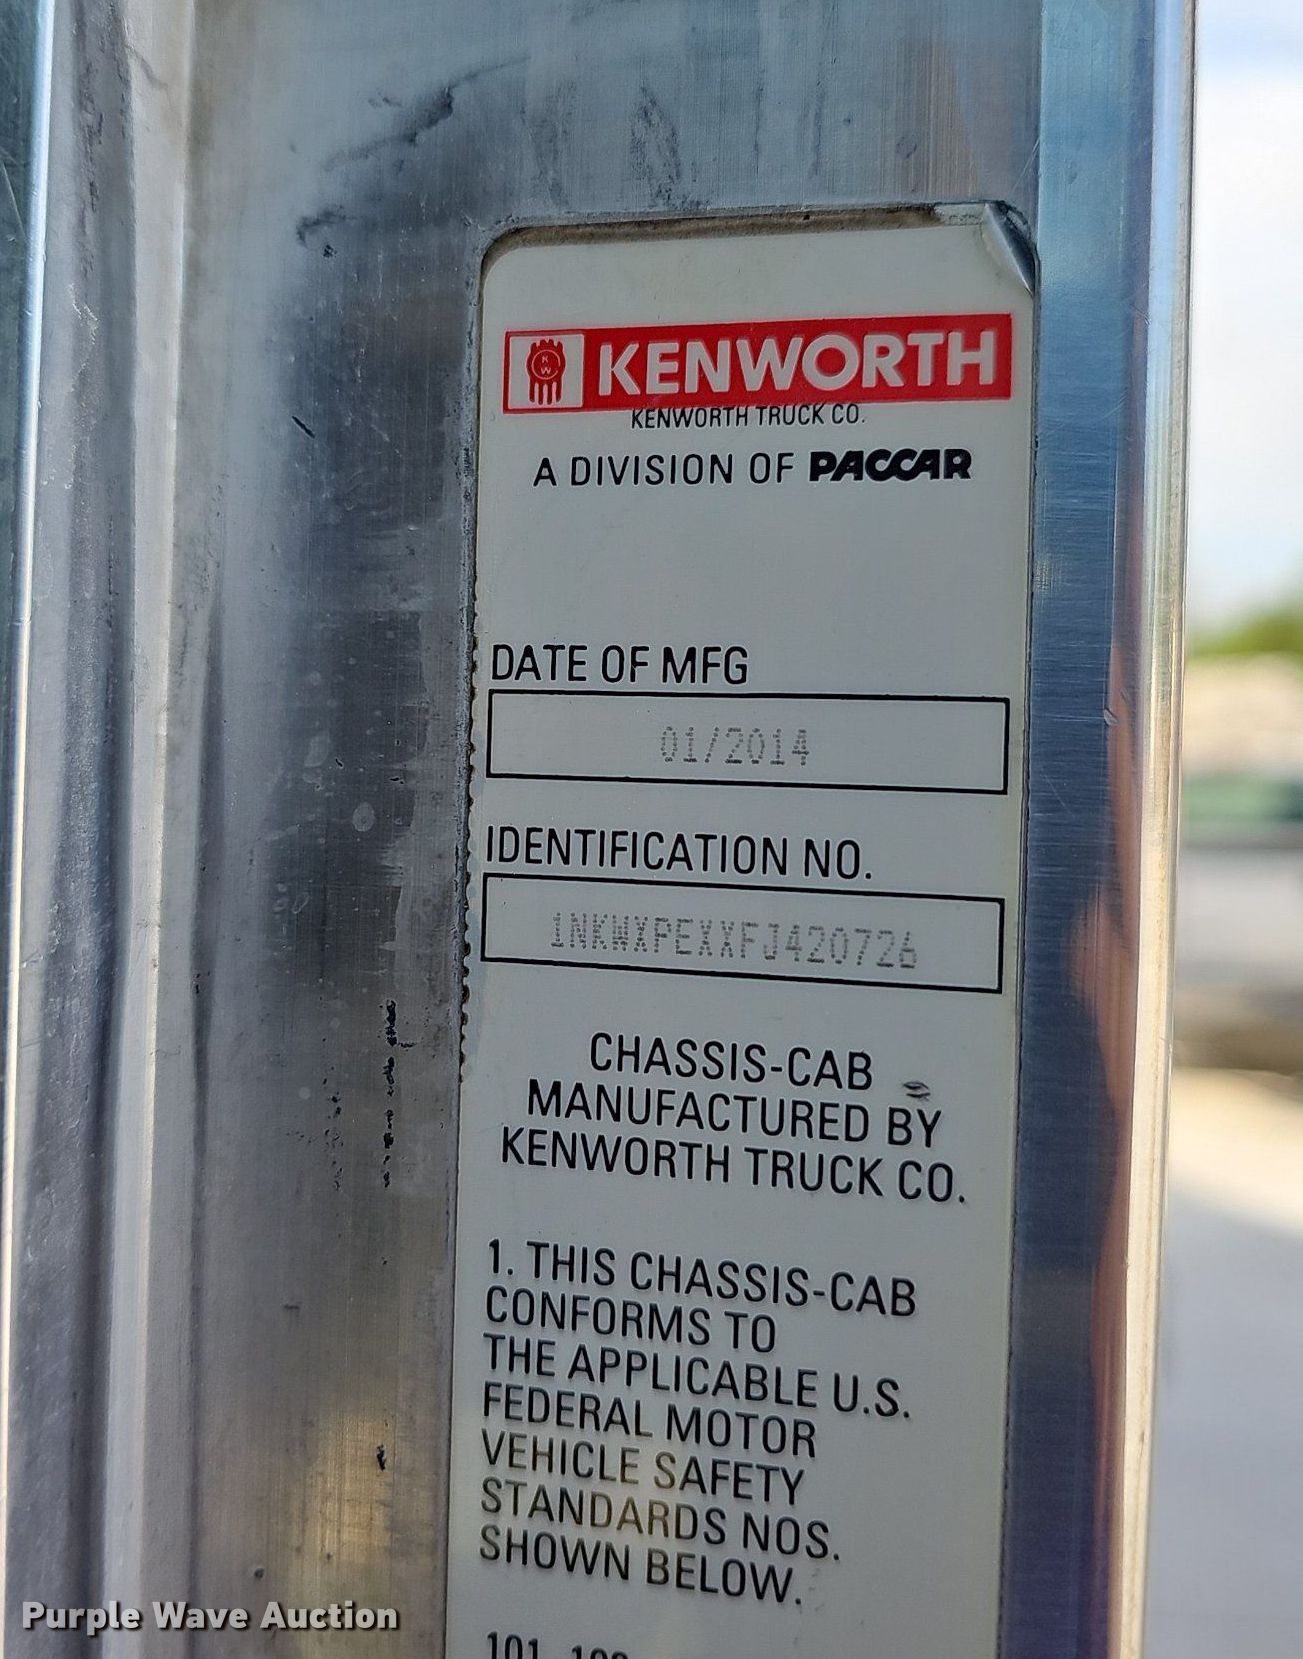 K
W
KENWORTH
KENWORTH TRUCK CO.
A DIVISION OF PACCAR
DATE OF MFG
01/2014
IDENTIFICATION NO.
1NKWXPEXXFJ420726
CHASSIS-CAB
MANUFACTURED BY
KENWORTH TRUCK CO.
1. THIS CHASSIS-CAB
CONFORMS TO
THE APPLICABLE U.S.
FEDERAL MOTOR
VEHICLE SAFETY
STANDARDS NOS.
SHOWN BELOW.
101
Purple Wave Auction